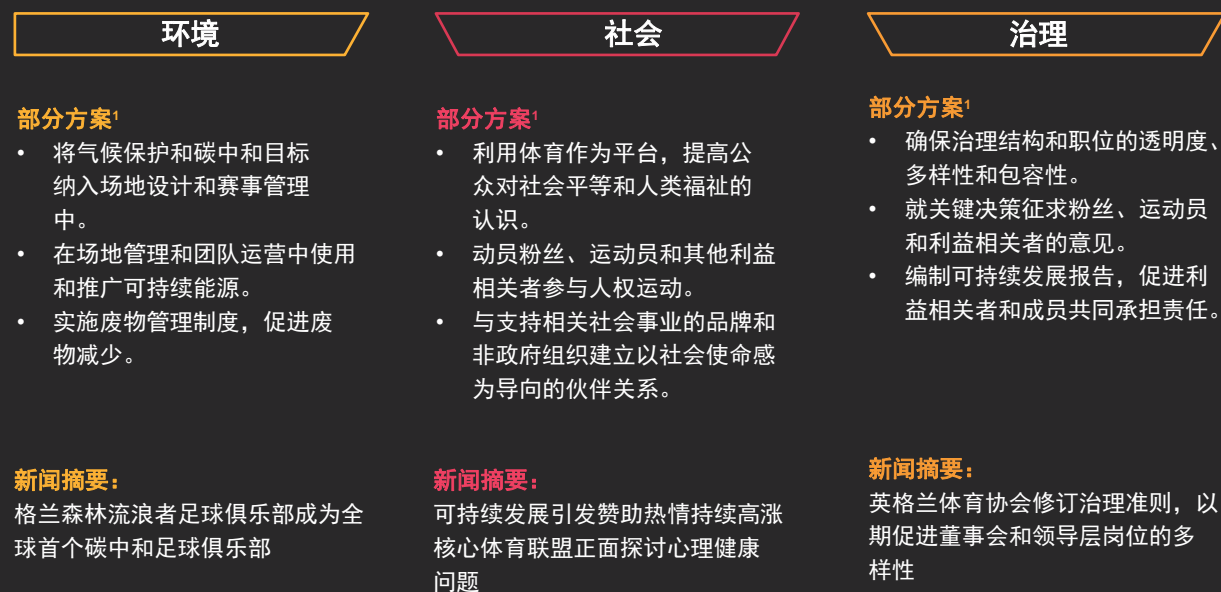 环境
部分方案¹
• 将气候保护和碳中和目标
纳入场地设计和赛事管理
中。
• 在场地管理和团队运营中使用
和推广可持续能源。
• 实施废物管理制度，促进废
物减少。
新闻摘要：
格兰森林流浪者足球俱乐部成为全
球首个碳中和足球俱乐部
社会
部分方案¹
• 利用体育作为平台，提高公
众对社会平等和人类福祉的
认识。
• 动员粉丝、运动员和其他利益
相关者参与人权运动。
• 与支持相关社会事业的品牌和
非政府组织建立以社会使命感
为导向的伙伴关系。
新闻摘要：
可持续发展引发赞助热情持续高涨
核心体育联盟正面探讨心理健康
问题
治理
部分方案¹
• 确保治理结构和职位的透明度、
多样性和包容性。
• 就关键决策征求粉丝、运动员
和利益相关者的意见。
• 编制可持续发展报告，促进利
益相关者和成员共同承担责任。
新闻摘要：
英格兰体育协会修订治理准则，以
期促进董事会和领导层岗位的多
样性